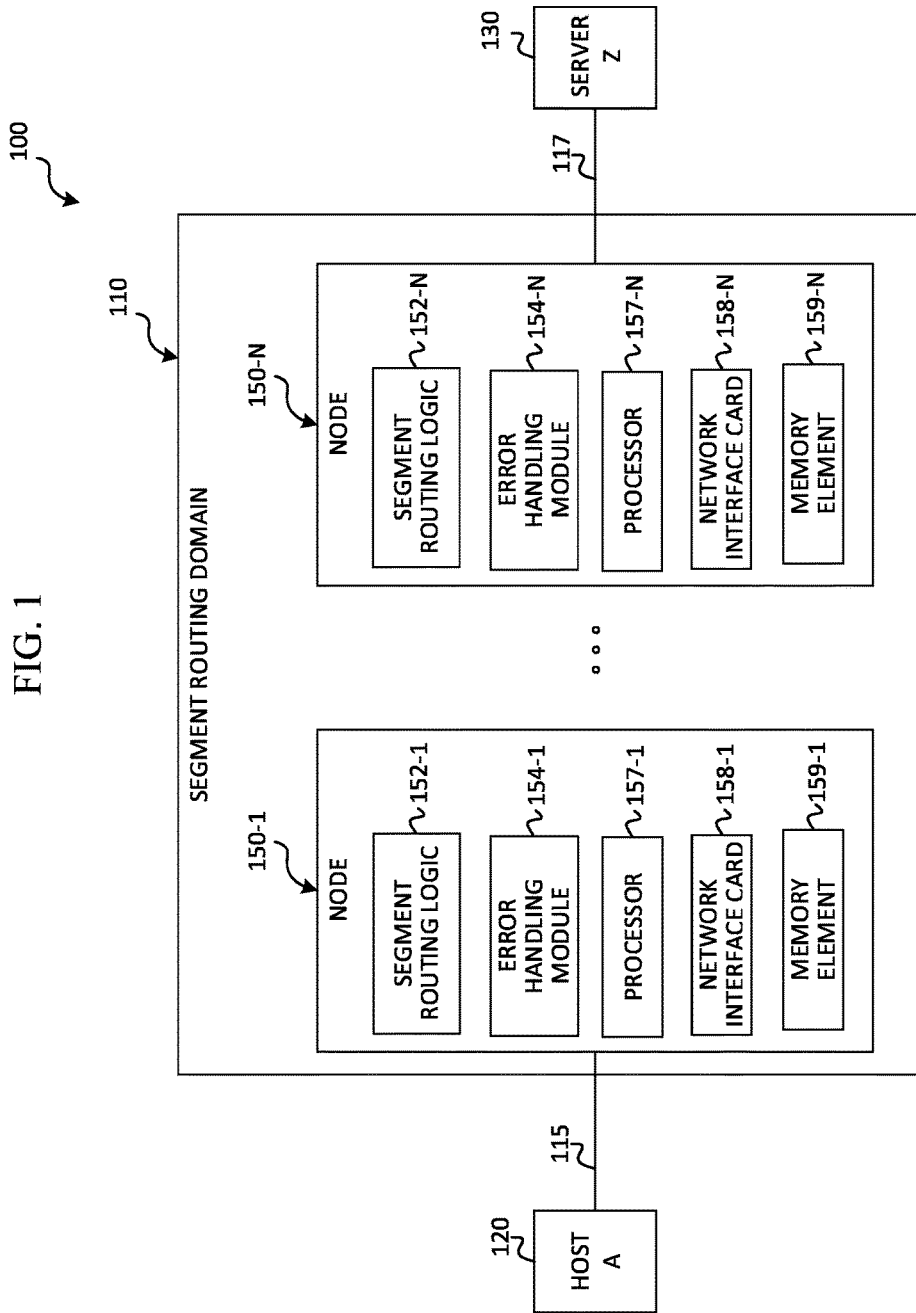 FIG. 1
100
110
SEGMENT ROUTING DOMAIN
150-1
NODE
SEGMENT
ROUTING LOGIC
152-1
ERROR
HANDLING
MODULE
154-1
PROCESSOR
157-1
NETWORK
INTERFACE CARD
158-1
MEMORY
ELEMENT
159-1
150-N
NODE
SEGMENT
ROUTING LOGIC
152-N
ERROR
HANDLING
MODULE
154-N
PROCESSOR
157-N
NETWORK
INTERFACE CARD
158-N
MEMORY
ELEMENT
159-N
120
HOST
A
115
117
130
SERVER
Z